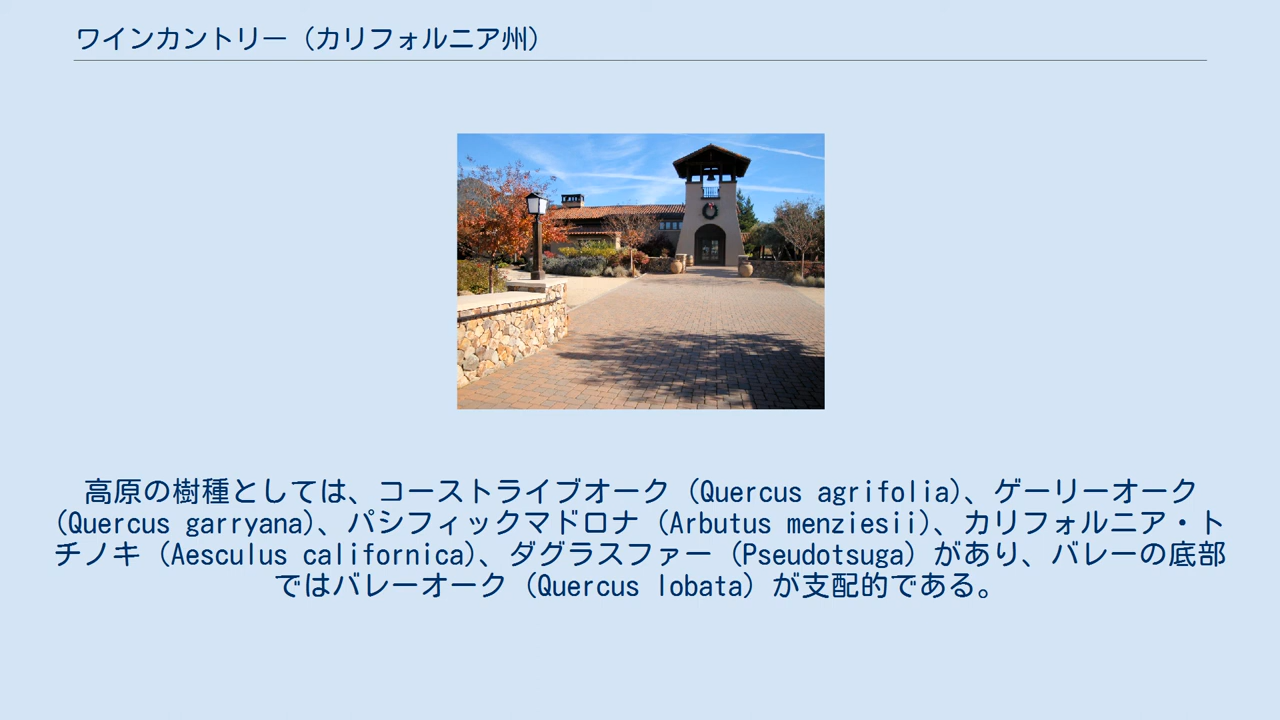 ワインカントリー（カリフォルニア州）
高原の樹種としては、コーストライブオーク（Quercus agrifolia）、ゲーリーオーク
（Quercus garryana）、パシフィックマドロナ（Arbutus menziesii）、カリフォルニア・ト
チノキ（Aesculus californica）、ダグラスファー（Pseudotsuga）があり、バレーの底部
ではバレーオーク（Quercus lobata）が支配的である。